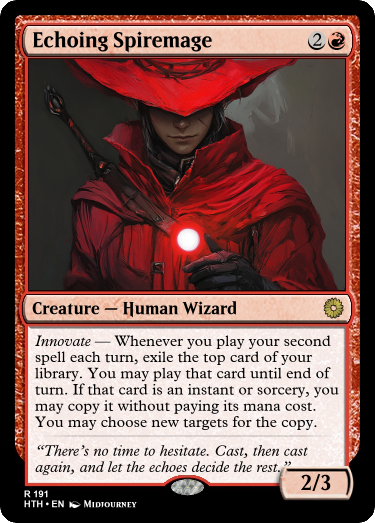 Echoing Spiremage 2
Creature — Human Wizard
Innovate — Whenever you play your second
spell each turn, exile the top card of your
library. You may play that card until end of
turn. If that card is an instant or sorcery, you
may copy it without paying its mana cost.
You may choose new targets for the copy.
“There’s no time to hesitate. Cast, then cast
again, and let the echoes decide the rest.”
2/3
R 191
HTH • EN Midjourney